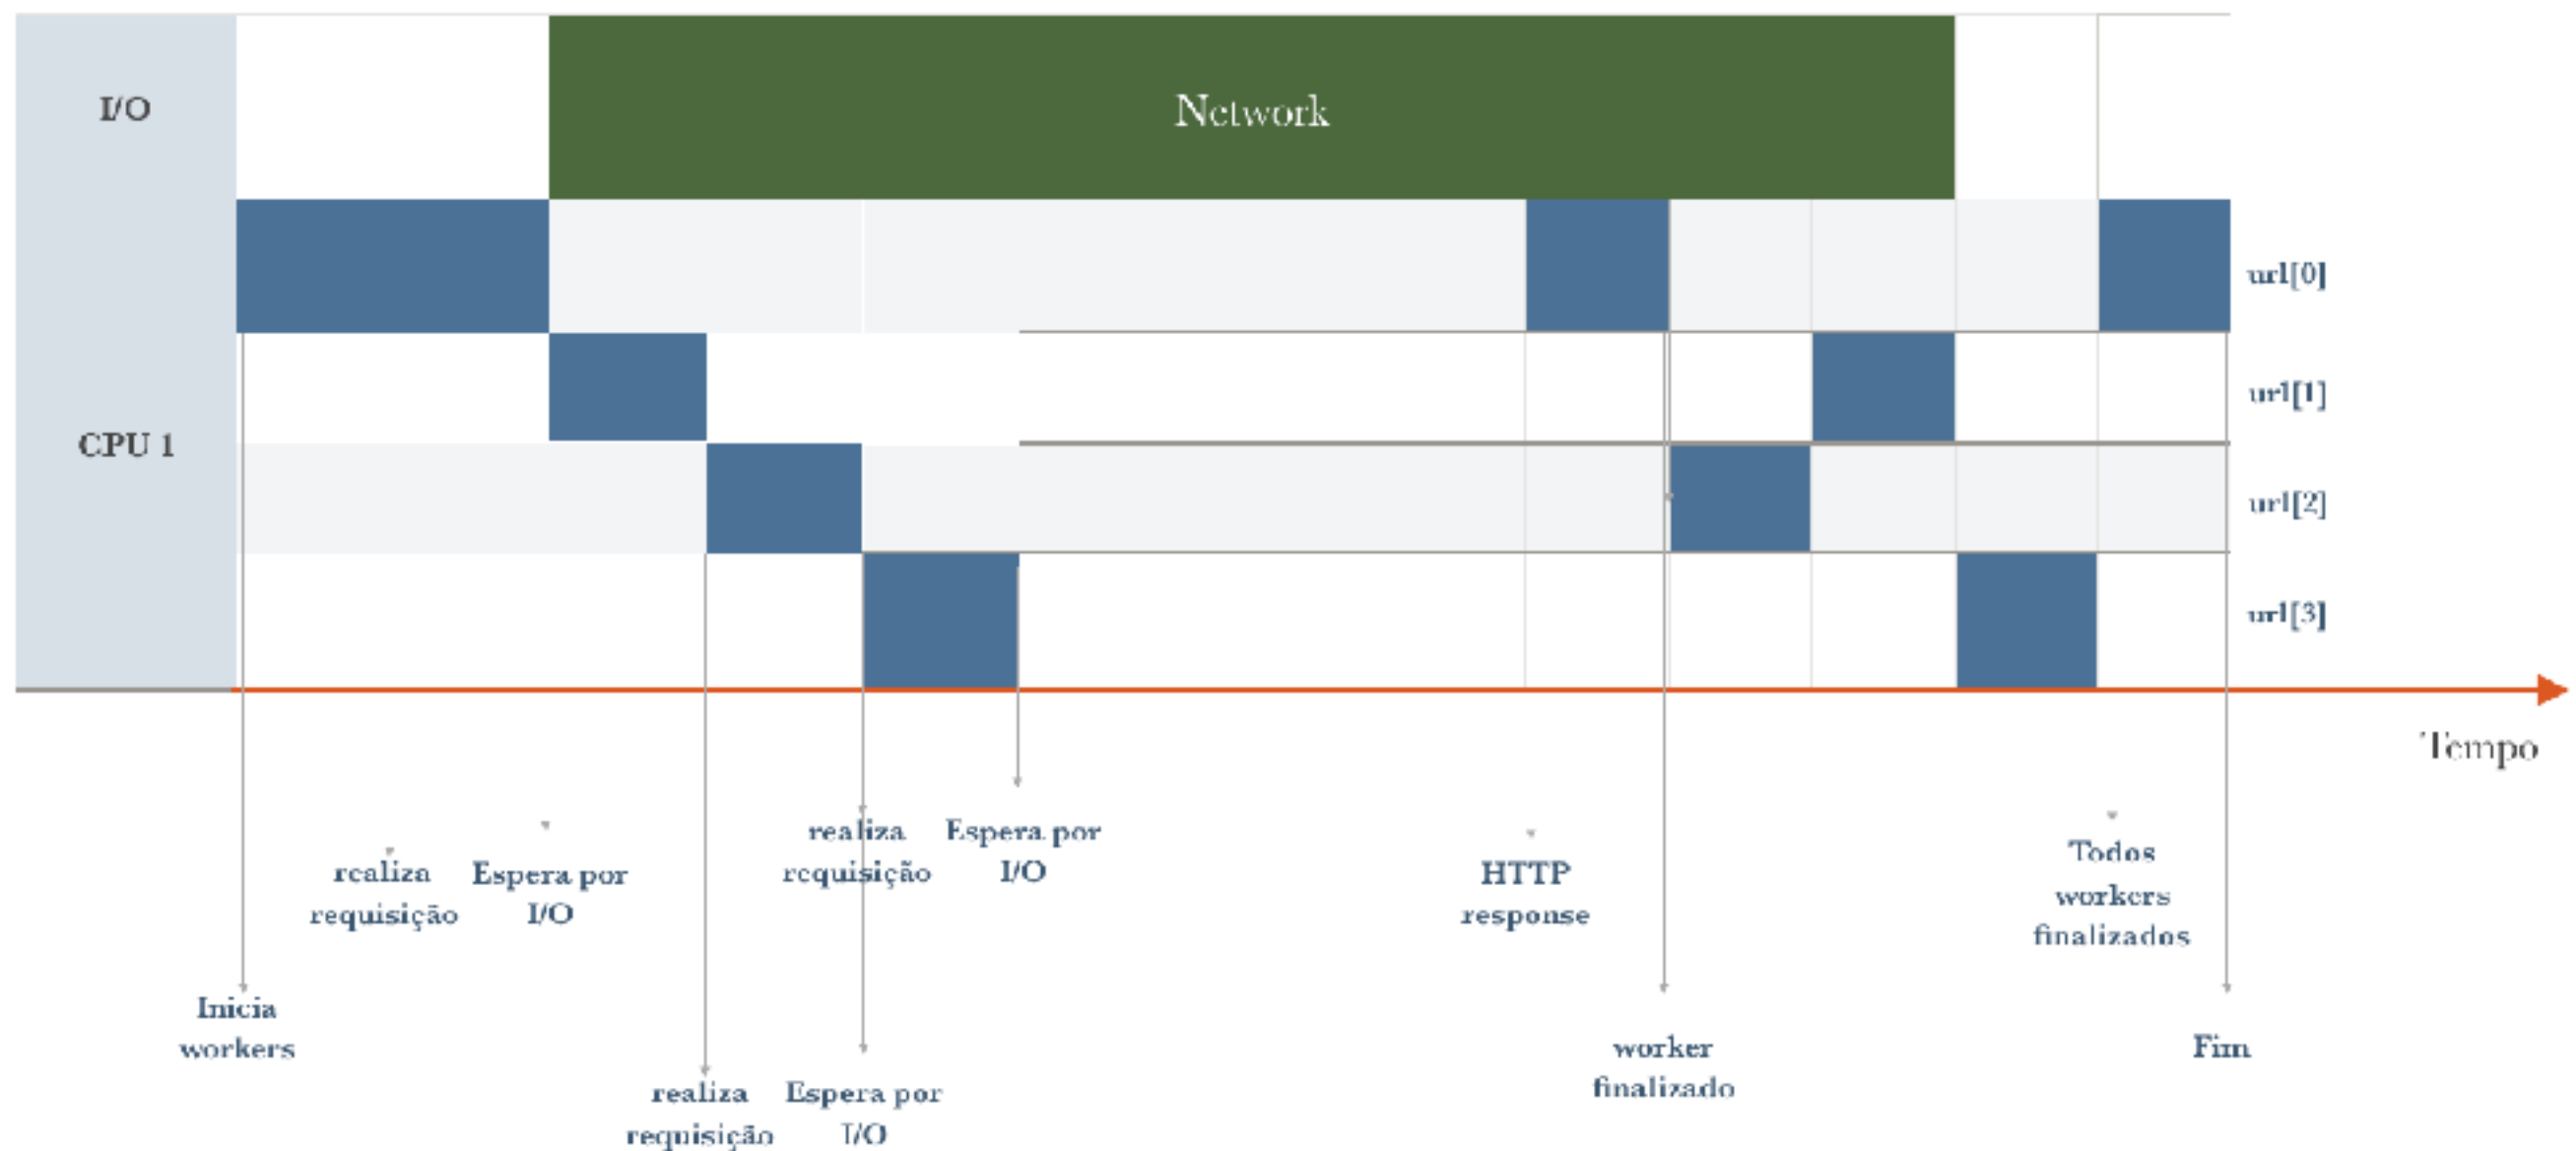 I/O
Network
CPU 1
url[0]
url[1]
url[2]
url[3]
Tempo
realiza
requisição
Espera por
I/O
realiza
requisição
Espera por
I/O
HTTP
response
Todos
workers
finalizados
Inicia
workers
realiza
requisição
Espera por
I/O
worker
finalizado
Fim